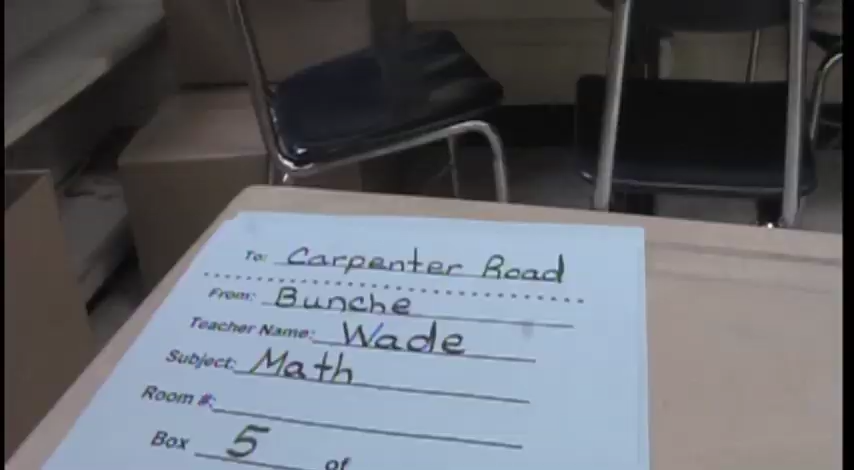 To: Carpenter Road
From: Bunche
Teacher Name: Wade
Subject: Math
Room #:
Box 5 of